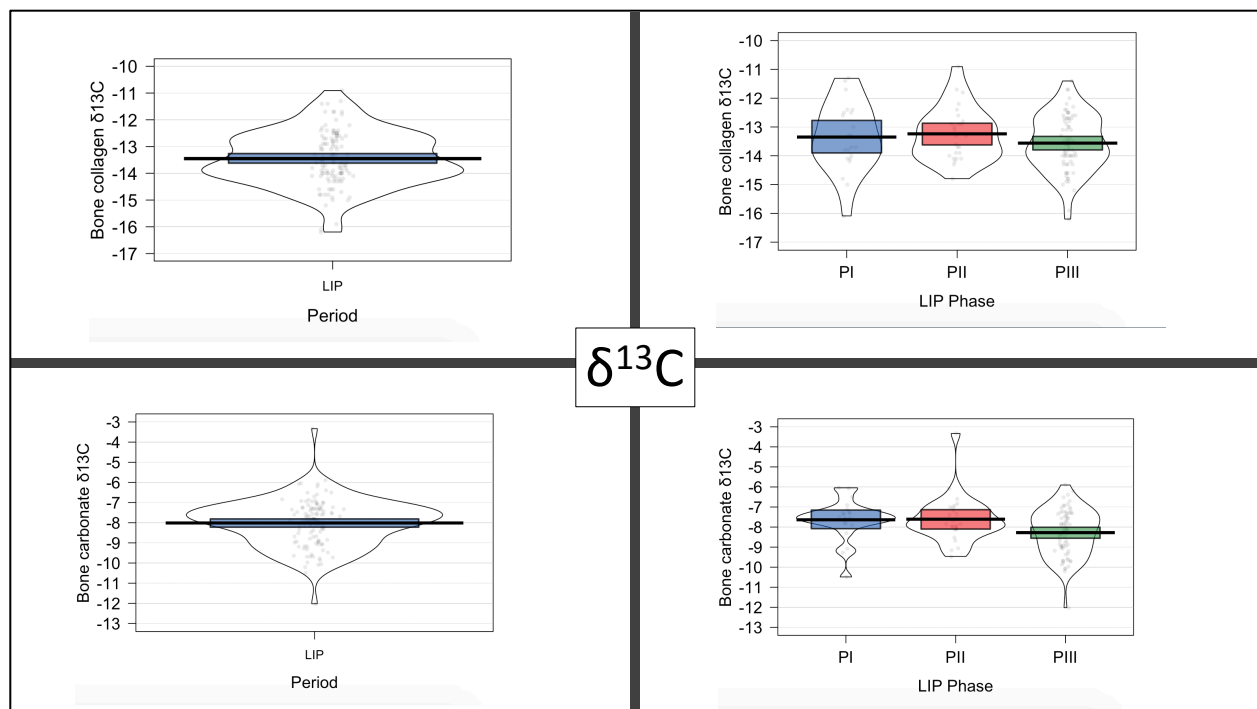 Bone collagen δ13C
-10
-11
-12
-13
-14
-15
-16
-17
LIP
Period
Bone collagen δ13C
-10
-11
-12
-13
-14
-15
-16
-17
PI PII PIII
LIP Phase
δ¹³C
Bone carbonate δ13C
-3
-4
-5
-6
-7
-8
-9
-10
-11
-12
-13
LIP
Period
Bone carbonate δ13C
-3
-4
-5
-6
-7
-8
-9
-10
-11
-12
-13
PI PII PIII
LIP Phase